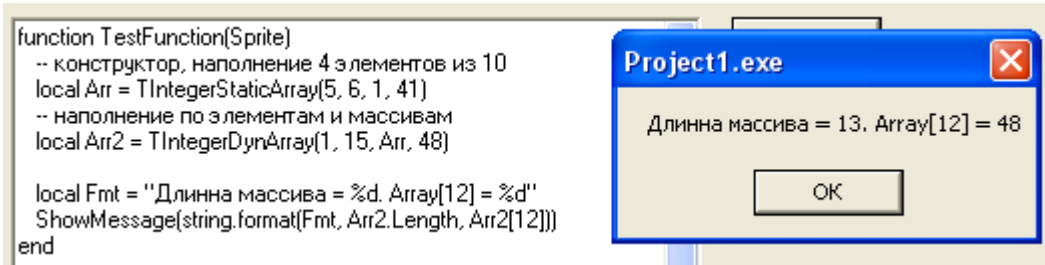 function TestFunction(Sprite)
-- конструктор, наполнение 4 элементов из 10
local Arr = TIntegerStaticArray(5, 6, 1, 41)
-- наполнение по элементам и массивам
local Arr2 = TIntegerDynArray(1, 15, Arr, 48)
local Fmt = "Длинна массива = %d. Array[12] = %d"
ShowMessage(string.format(Fmt, Arr2.Length, Arr2[12]))
end
Project1.exe
Длинна массива = 13. Array[12] = 48
OK